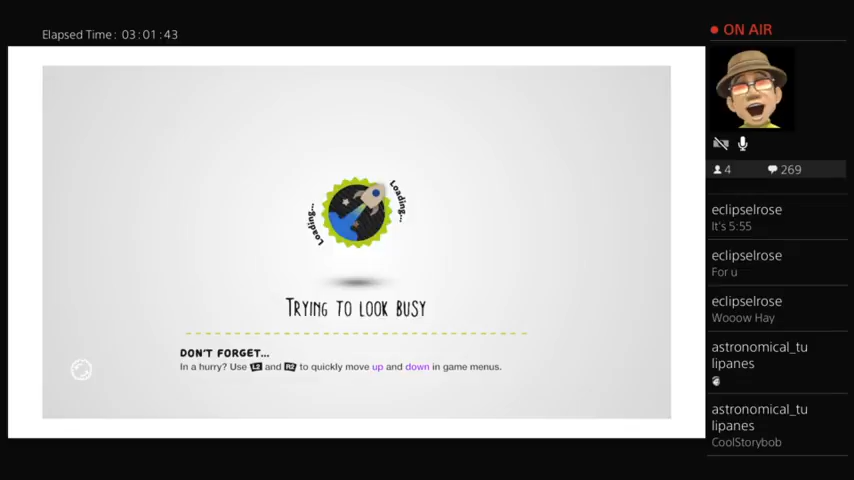 Elapsed Time: 03:01:43
ON AIR
4 269
Loading...
Loading...
TRYING TO LOOK BUSY
DON'T FORGET...
In a hurry? Use L2 and R2 to quickly move up and down in game menus.
eclipselrose
It's 5:55
eclipselrose
For u
eclipselrose
Wooow Hay
astronomical_tu
lipanes
astronomical_tu
lipanes
CoolStorybob